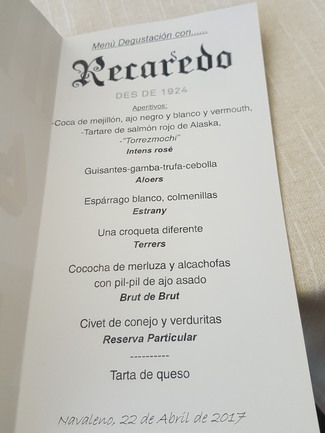 Menú Degustación con......
Recaredo
DES DE 1924
Aperitivos:
-Coca de mejillón, ajo negro y blanco y vermouth,
-Tartare de salmón rojo de Alaska,
-"Torrezmochi"
Intens rosé
Guisantes-gamba-trufa-cebolla
Aloers
Espárrago blanco, colmenillas
Estrany
Una croqueta diferente
Terrers
Cococha de merluza y alcachofas
con pil-pil de ajo asado
Brut de Brut
Civet de conejo y verduritas
Reserva Particular
----------
Tarta de queso
Navaleno, 22 de Abril de 2017